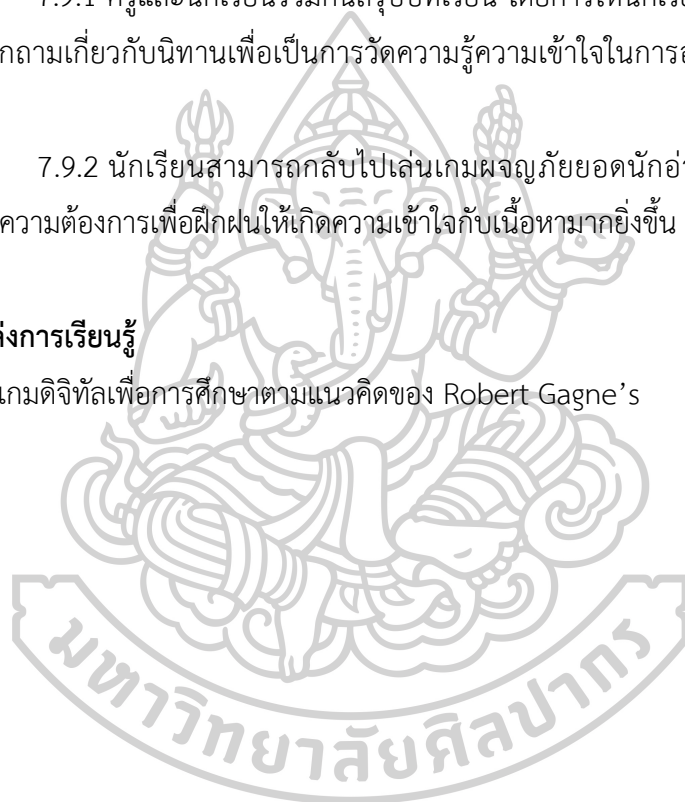 7.9.1 ครูและนักเรียนร่วมกันสรุปบทเรียน โดยการให้นักเรี
กถามเกี่ยวกับนิทานเพื่อเป็นการวัดความรู้ความเข้าใจในการ
7.9.2 นักเรียนสามารถกลับไปเล่นเกมผจญภัยยอดนักอ่
ความต้องการเพื่อฝึกฝนให้เกิดความเข้าใจกับเนื้อหามากยิ่งขึ้น
ล่งการเรียนรู้
เกมดิจิทัลเพื่อการศึกษาตามแนวคิดของ Robert Gagne’s
มหาวิทยาลัยศิลปากร